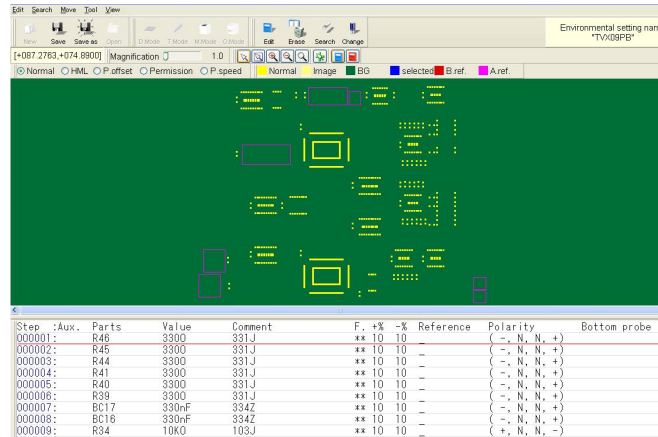 Edit Search Move Tool View
New Save Save as Open D.Mode T.Mode M.Mode O.Mode Edit Erase Search Change
Environmental setting nam
"TVX09PB"
[+087.2763,+074.8900] Magnification 1.0
Normal HML P.offset Permission P.speed Normal Image BG selected B.ref. A.ref.
Step :Aux. Parts Value Comment F. +% -% Reference Polarity Bottom probe
000001: R46 3300 331J ** 10 10 _ ( -, N, N, +)
000002: R45 3300 331J ** 10 10 _ ( -, N, N, +)
000003: R44 3300 331J ** 10 10 _ ( -, N, N, +)
000004: R41 3300 331J ** 10 10 _ ( -, N, N, +)
000005: R40 3300 331J ** 10 10 _ ( -, N, N, +)
000006: R39 3300 331J ** 10 10 _ ( -, N, N, +)
000007: BC17 330nF 334Z ** 10 10 _ ( -, N, N, +)
000008: BC16 330nF 334Z ** 10 10 _ ( -, N, N, +)
000009: R34 10K0 103J ** 10 10 _ ( +, N, N, -)